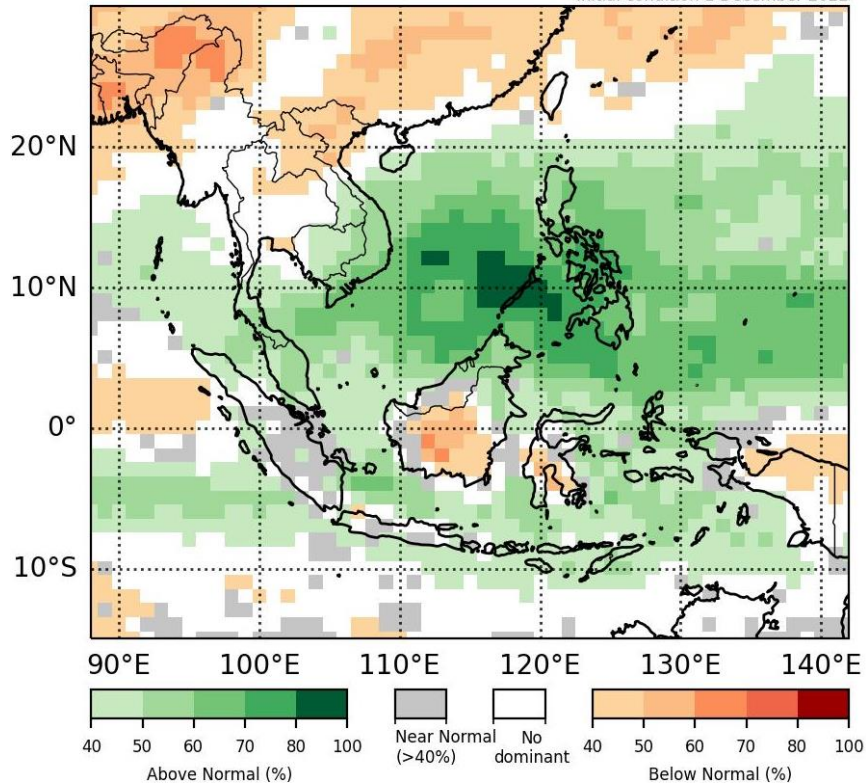 20°N
10°N
0°
10°S
90°E 100°E 110°E 120°E 130°E 140°E
40 50 60 70 80 100
Above Normal (%)
Near Normal
(>40%)
No
dominant
40 50 60 70 80 100
Below Normal (%)